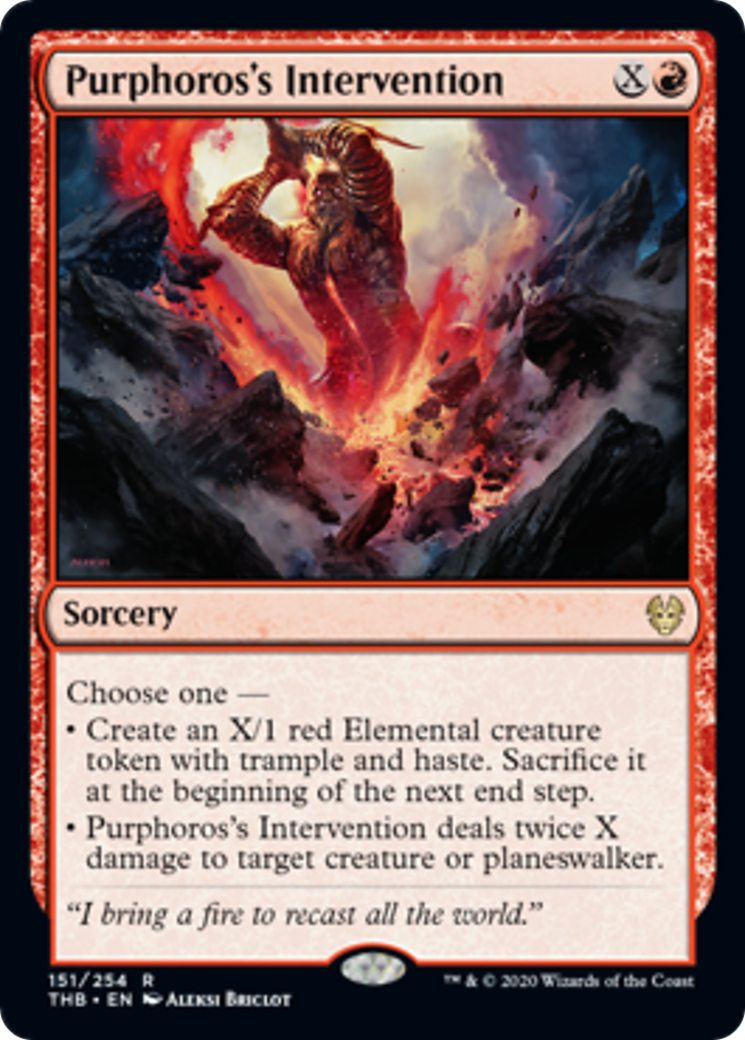 Purphoros's Intervention X
Sorcery
Choose one —
• Create an X/1 red Elemental creature
token with trample and haste. Sacrifice it
at the beginning of the next end step.
• Purphoros's Intervention deals twice X
damage to target creature or planeswalker.
“I bring a fire to recast all the world.”
151/254 R
™ & © 2020 Wizards of the Coast
THB • EN Aleksi Briclot